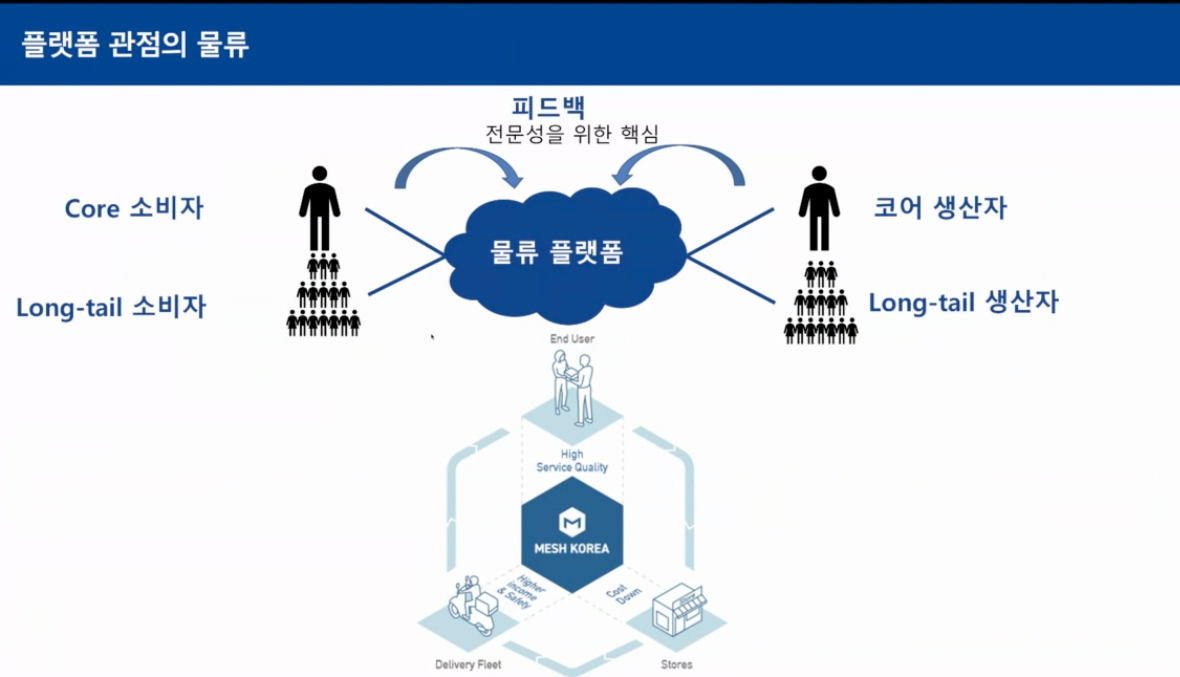 플랫폼 관점의 물류
피드백
전문성을 위한 핵심
Core 소비자
코어 생산자
물류 플랫폼
Long-tail 소비자
Long-tail 생산자
End User
High
Service Quality
MESH KOREA
Higher
income
& Safety
Cost
Down
Delivery Fleet
Stores